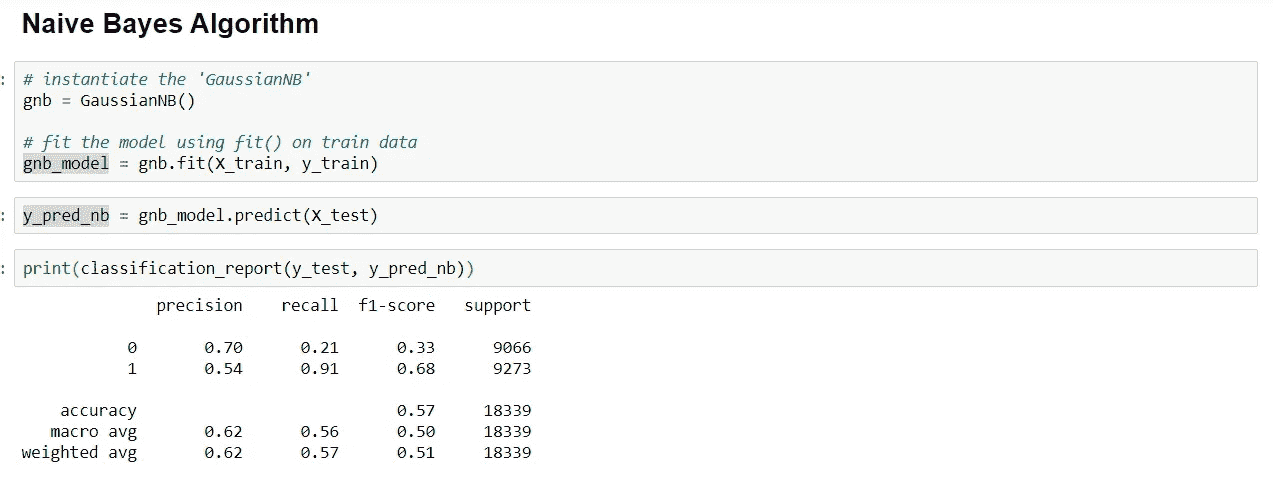 Naive Bayes Algorithm
: # instantiate the 'GaussianNB'
gnb = GaussianNB()
# fit the model using fit() on train data
gnb_model = gnb.fit(X_train, y_train)
: y_pred_nb = gnb_model.predict(X_test)
: print(classification_report(y_test, y_pred_nb))
precision recall f1-score support
0 0.70 0.21 0.33 9066
1 0.54 0.91 0.68 9273
accuracy 0.57 18339
macro avg 0.62 0.56 0.50 18339
weighted avg 0.62 0.57 0.51 18339